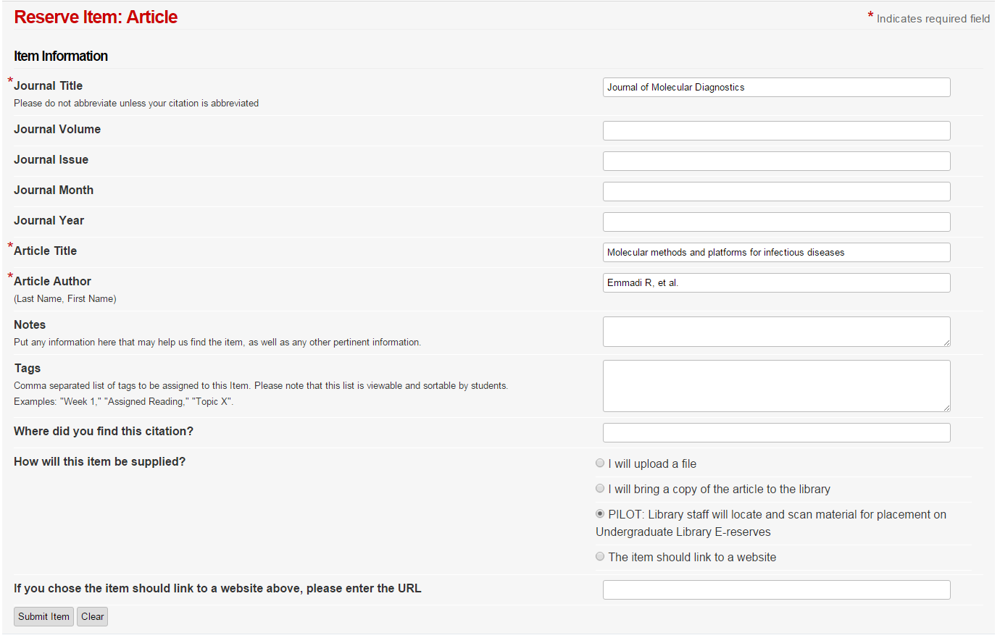 Reserve Item: Article
* Indicates required field
Item Information
* Journal Title
Journal of Molecular Diagnostics
Please do not abbreviate unless your citation is abbreviated
Journal Volume
Journal Issue
Journal Month
Journal Year
* Article Title
Molecular methods and platforms for infectious diseases
* Article Author
Emmadi R, et al.
(Last Name, First Name)
Notes
Put any information here that may help us find the item, as well as any other pertinent information.
Tags
Comma separated list of tags to be assigned to this Item. Please note that this list is viewable and sortable by students.
Examples: "Week 1," "Assigned Reading," "Topic X".
Where did you find this citation?
How will this item be supplied?
I will upload a file
I will bring a copy of the article to the library
PILOT: Library staff will locate and scan material for placement on
Undergraduate Library E-reserves
The item should link to a website
If you chose the item should link to a website above, please enter the URL
Submit Item
Clear